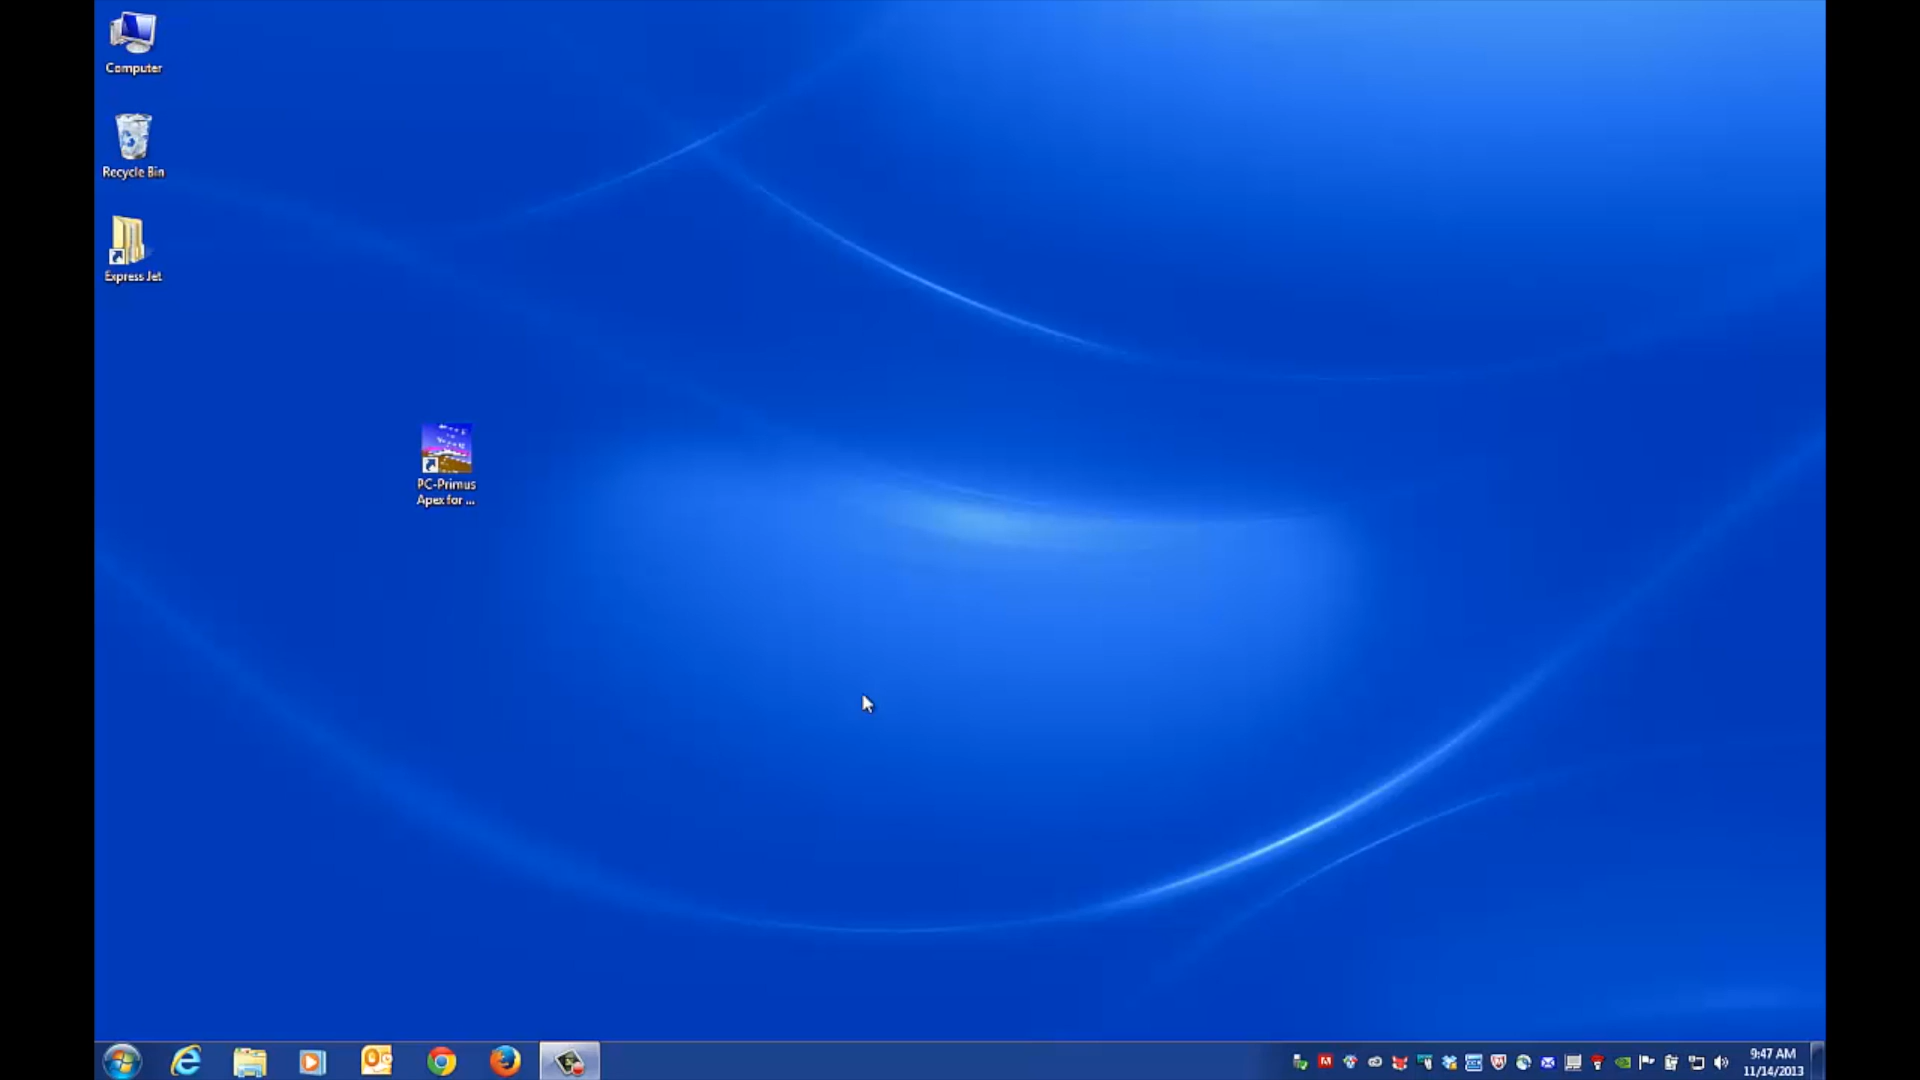 Computer
Recycle Bin
Express Jet
PC-Primus
Apex for ...
9:47 AM
11/14/2013